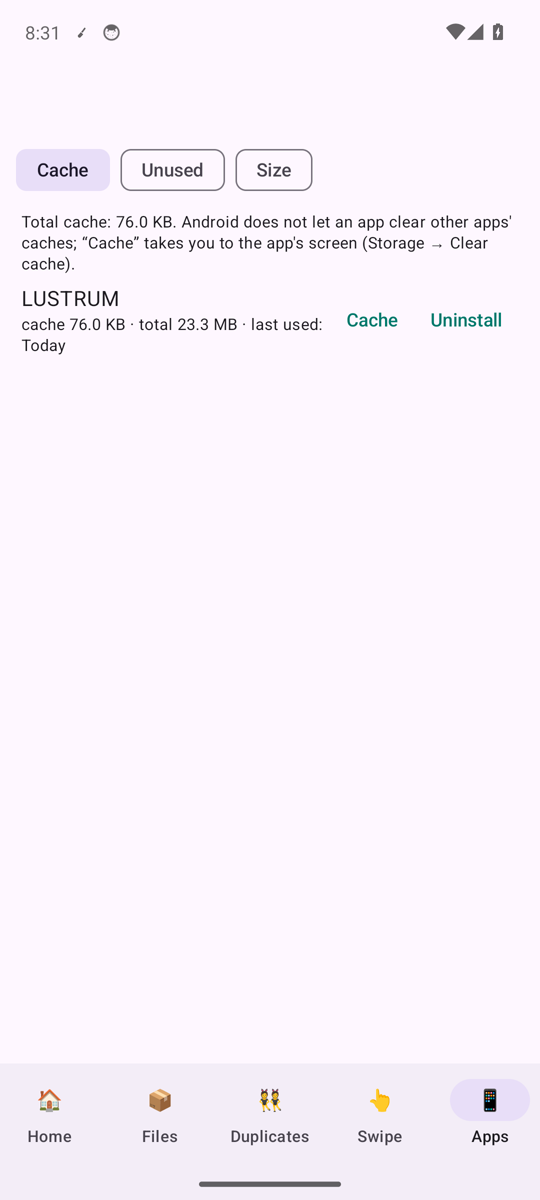 8:31
Cache
Unused
Size
Total cache: 76.0 KB. Android does not let an app clear other apps'
caches; “Cache” takes you to the app's screen (Storage → Clear
cache).
LUSTRUM
cache 76.0 KB · total 23.3 MB · last used:
Today
Cache
Uninstall
Home
Files
Duplicates
Swipe
Apps